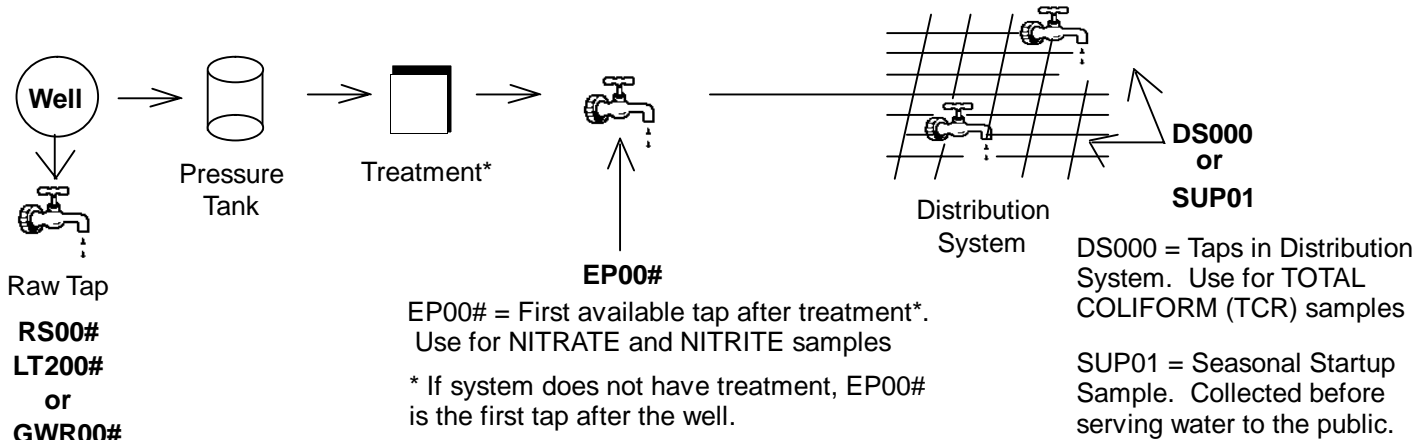 Well
Pressure
Tank
Treatment*
Raw Tap
RS00#
LT200#
or
GWR00#
EP00#
EP00# = First available tap after treatment*.
Use for NITRATE and NITRITE samples
* If system does not have treatment, EP00#
is the first tap after the well.
Distribution
System
DS000
or
SUP01
DS000 = Taps in Distribution
System. Use for TOTAL
COLIFORM (TCR) samples
SUP01 = Seasonal Startup
Sample. Collected before
serving water to the public.